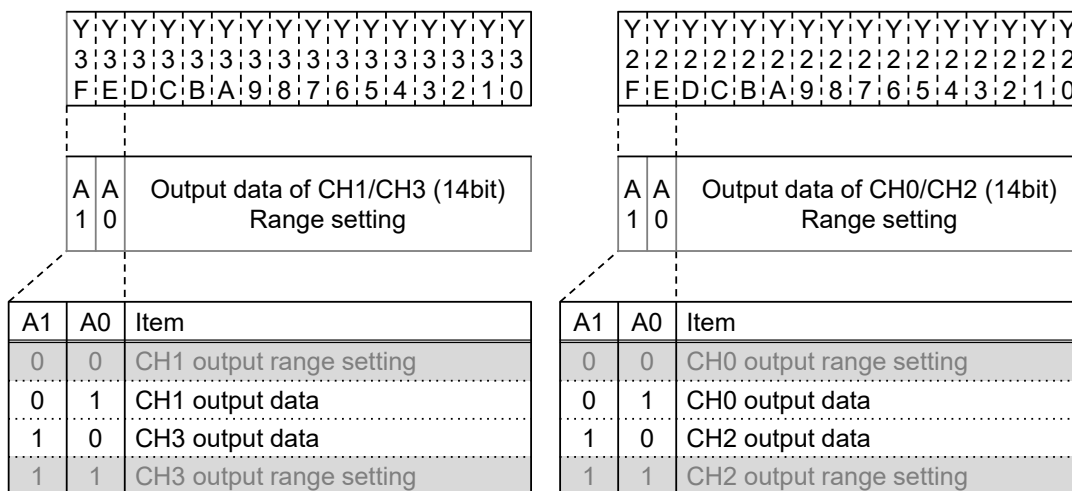 Y Y Y Y Y Y Y Y Y Y Y Y Y Y Y Y
3 3 3 3 3 3 3 3 3 3 3 3 3 3 3 3
F E D C B A 9 8 7 6 5 4 3 2 1 0
A A
1 0
Output data of CH1/CH3 (14bit)
Range setting
A1 A0 Item
0 0 CH1 output range setting
0 1 CH1 output data
1 0 CH3 output data
1 1 CH3 output range setting
Y Y Y Y Y Y Y Y Y Y Y Y Y Y Y Y
2 2 2 2 2 2 2 2 2 2 2 2 2 2 2 2
F E D C B A 9 8 7 6 5 4 3 2 1 0
A A
1 0
Output data of CH0/CH2 (14bit)
Range setting
A1 A0 Item
0 0 CH0 output range setting
0 1 CH0 output data
1 0 CH2 output data
1 1 CH2 output range setting